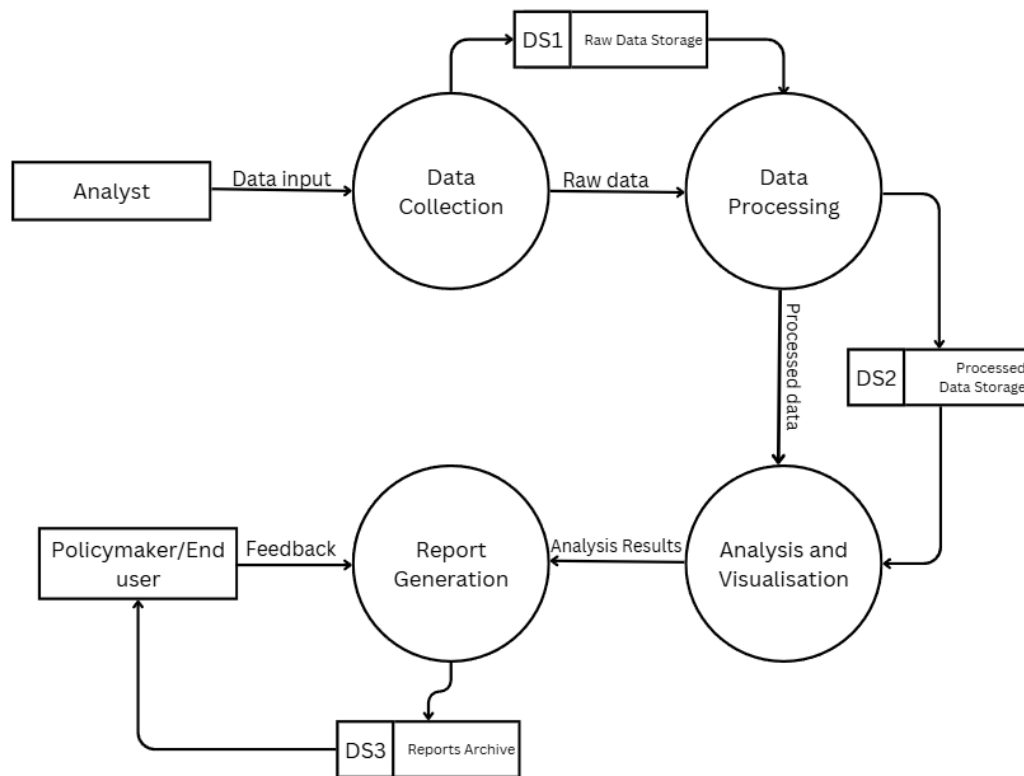 DS1
Raw Data Storage
Analyst
Data input
Data
Collection
Raw data
Data
Processing
Processed data
DS2
Processed
Data Storage
Policymaker/End
user
Feedback
Report
Generation
Analysis Results
Analysis and
Visualisation
DS3
Reports Archive